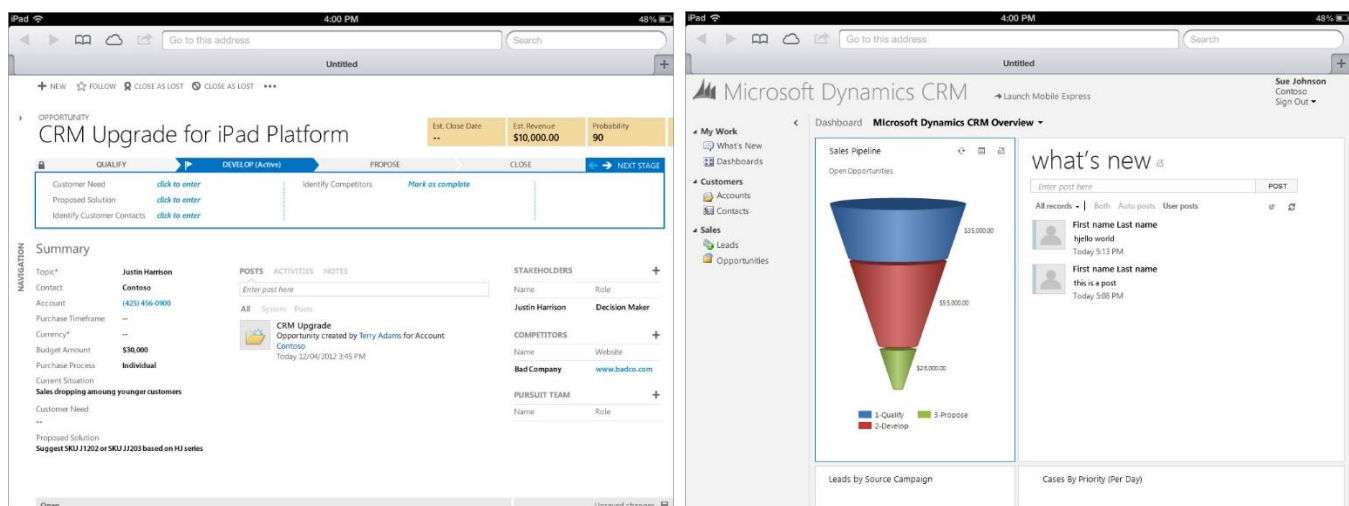 iPad 4:00 PM 48%
Go to this address Search
Untitled
NEW FOLLOW CLOSE AS LOST CLOSE AS LOST
OPPORTUNITY
CRM Upgrade for iPad Platform
Est. Close Date Est. Revenue Probability
-- $10,000.00 90
QUALIFY DEVELOP (Active) PROPOSE CLOSE NEXT STAGE
Customer Need click to enter Identify Competitors Mark as complete
Proposed Solution click to enter
Identify Customer Contacts click to enter
NAVIGATION
Summary
Topic* Justin Harrison
Contact Contoso
Account (425) 456-0900
Purchase Timeframe --
Currency* --
Budget Amount $30,000
Purchase Process Individual
Current Situation
Sales dropping amoung younger customers
Customer Need
--
Proposed Solution
Suggest SKU J1202 or SKU JJ203 based on HJ series
POSTS ACTIVITIES NOTES
Enter post here
All System Posts
CRM Upgrade
Opportunity created by Terry Adams for Account
Contoso
Today 12/04/2012 3:45 PM
STAKEHOLDERS +
Name Role
Justin Harrison Decision Maker
COMPETITORS +
Name Website
Bad Company www.badco.com
PURSUIT TEAM +
Name Role
Open Unsaved changes
iPad 4:00 PM 48%
Go to this address Search
Untitled
Microsoft Dynamics CRM Launch Mobile Express
Sue Johnson
Contoso
Sign Out
My Work
What's New
Dashboards
Customers
Accounts
Contacts
Sales
Leads
Opportunities
Dashboard MIcrosoft Dynamics CRM Overview
Sales Pipeline
Open Opportunities
$35,000.00
$55,000.00
$26,000.00
1-Qualify 3-Propose
2-Develop
what's new
Enter post here POST
All records Both Auto posts User posts
First name Last name
hjello world
Today 5:13 PM
First name Last name
this is a post
Today 5:08 PM
Leads by Source Campaign
Cases By Priority (Per Day)